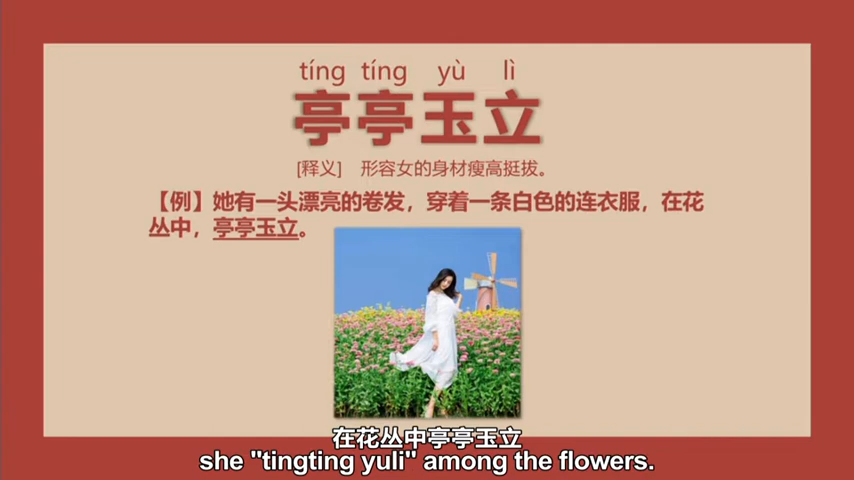 tíng tíng yù lì
亭亭玉立
[释义] 形容女的身材瘦高挺拔。
【例】她有一头漂亮的卷发，穿着一条白色的连衣服，在花
丛中，亭亭玉立。
在花丛中亭亭玉立
she "tingting yuli" among the flowers.